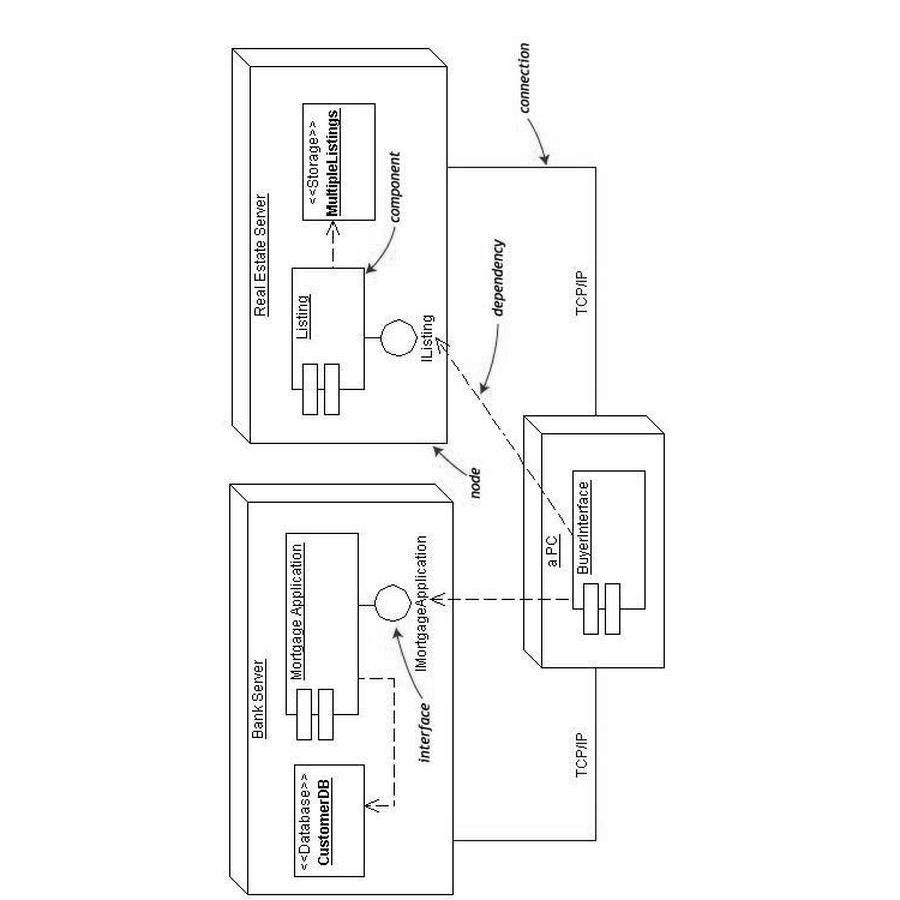 Bank Server
<<Database>>
CustomerDB
Mortgage Application
IMortgageApplication
interface
node
Real Estate Server
Listing
<<Storage>>
MultipleListings
component
IListing
dependency
connection
TCP/IP
a PC
BuyerInterface
TCP/IP